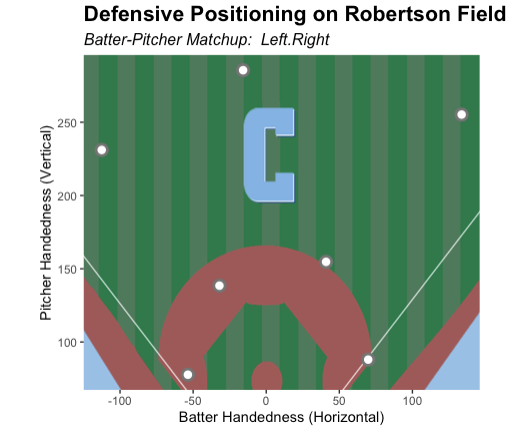 Defensive Positioning on Robertson Field
Batter-Pitcher Matchup:  Left.Right
Pitcher Handedness (Vertical)
250
200
150
100
C
-100
-50
0
50
100
Batter Handedness (Horizontal)